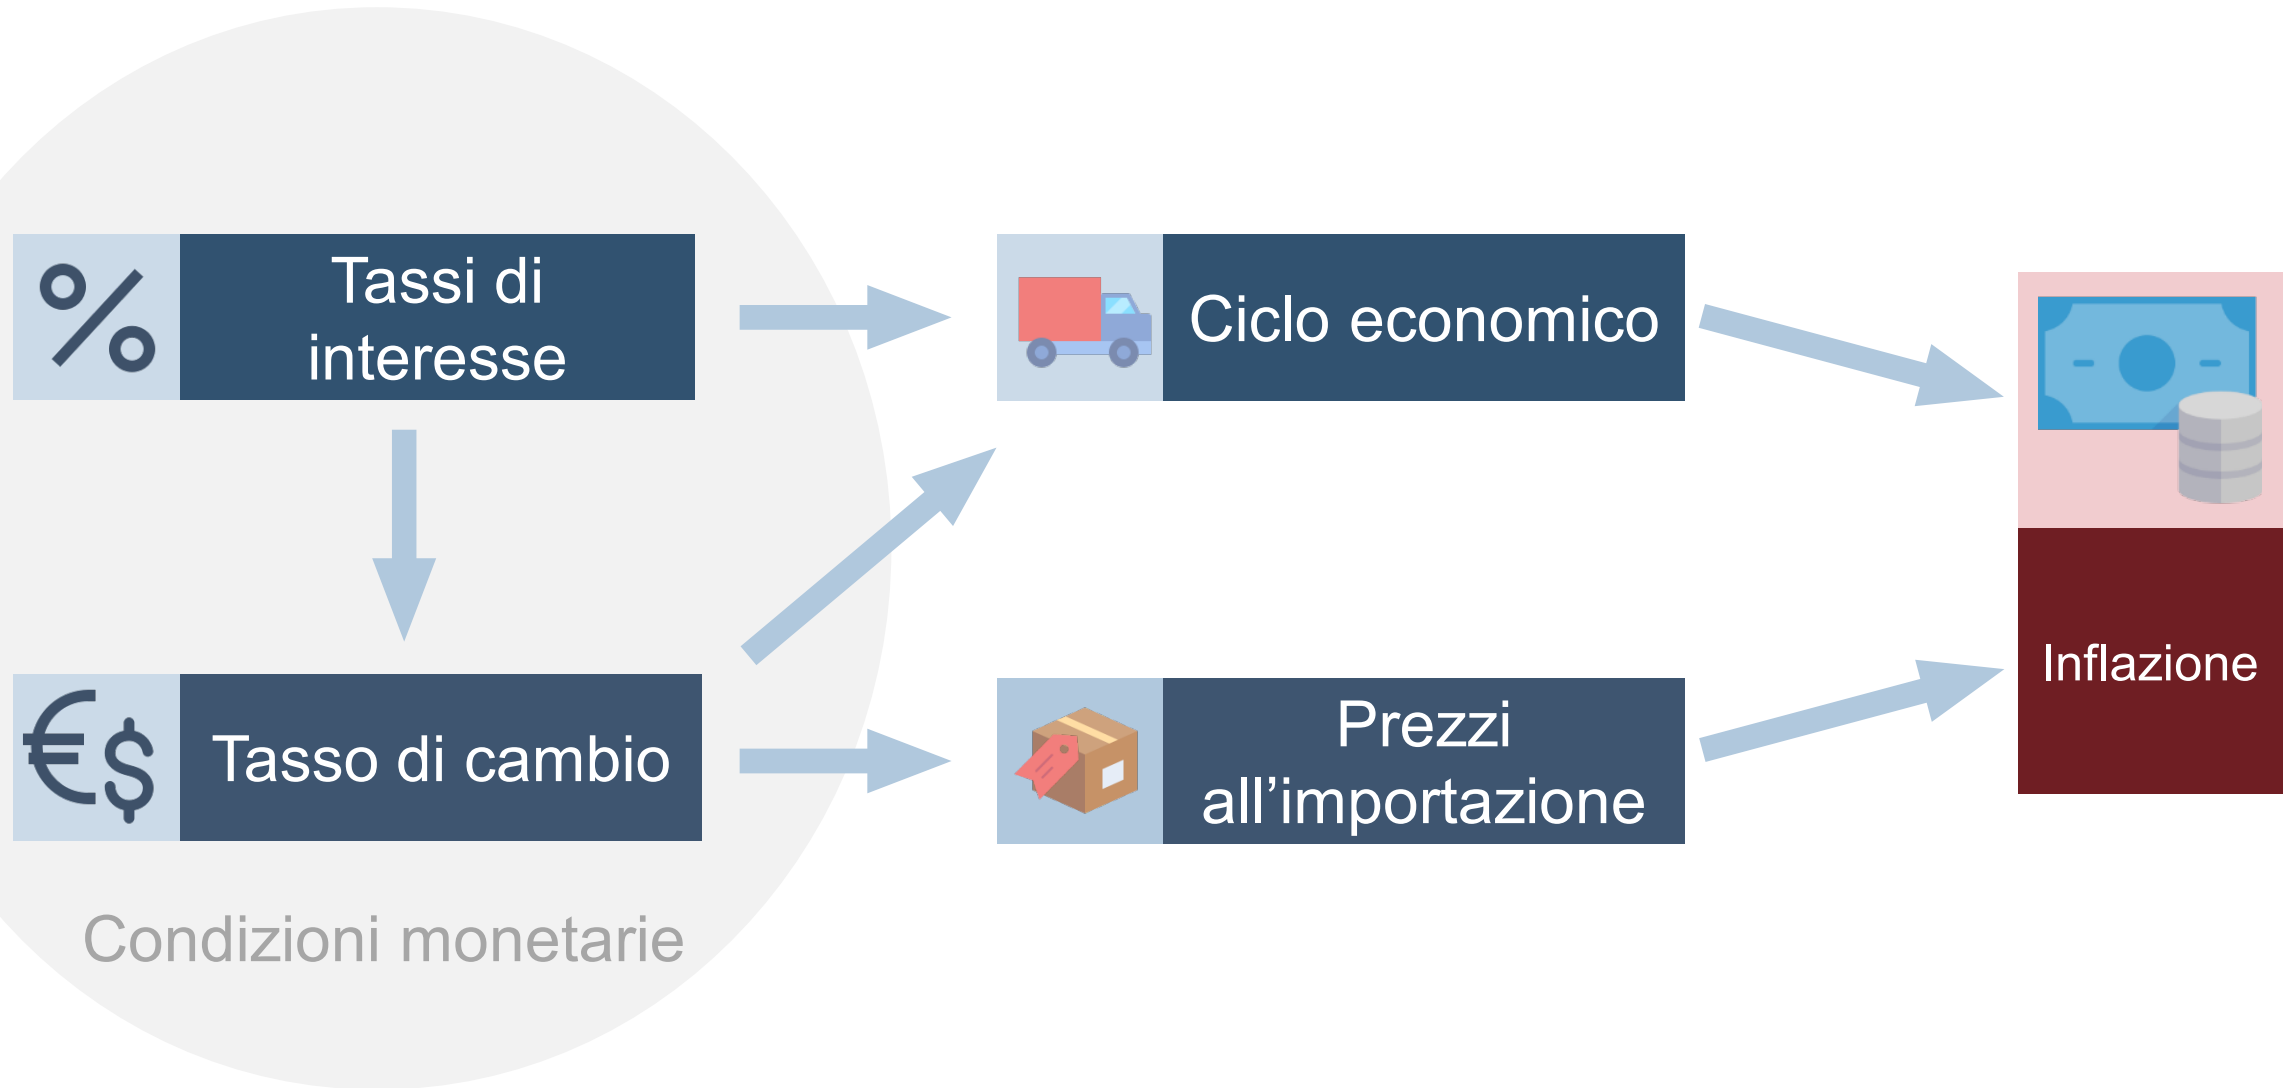 Tassi di
interesse
Ciclo economico
Inflazione
Tasso di cambio
Prezzi
all’importazione
Condizioni monetarie